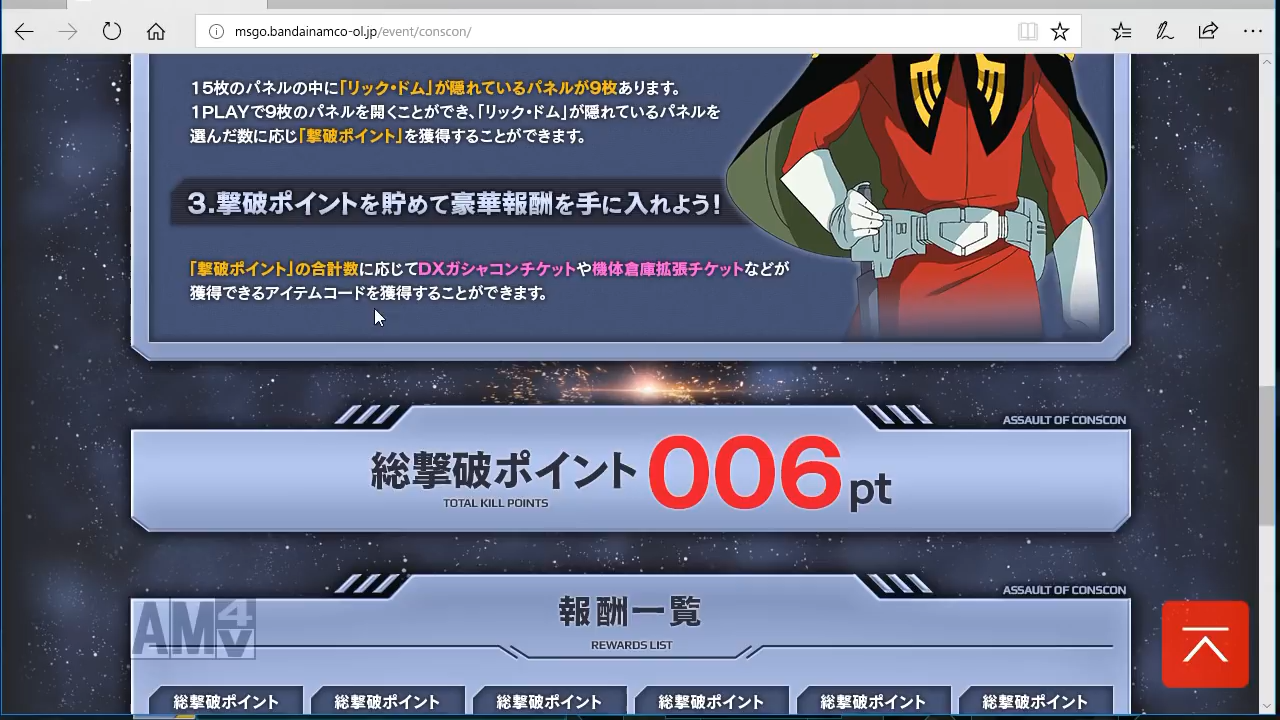 msgo.bandainamco-ol.jp/event/conscon/
15枚のパネルの中に「リック・ドム」が隠れているパネルが9枚あります。
1PLAYで9枚のパネルを開くことができ、「リック・ドム」が隠れているパネルを
選んだ数に応じ「撃破ポイント」を獲得することができます。
3.撃破ポイントを貯めて豪華報酬を手に入れよう！
「撃破ポイント」の合計数に応じてDXガシャコンチケットや機体倉庫拡張チケットなどが
獲得できるアイテムコードを獲得することができます。
ASSAULT OF CONSCON
総撃破ポイント 006pt
TOTAL KILL POINTS
ASSAULT OF CONSCON
報酬一覧
REWARDS LIST
AM4V
総撃破ポイント 総撃破ポイント 総撃破ポイント 総撃破ポイント 総撃破ポイント 総撃破ポイント